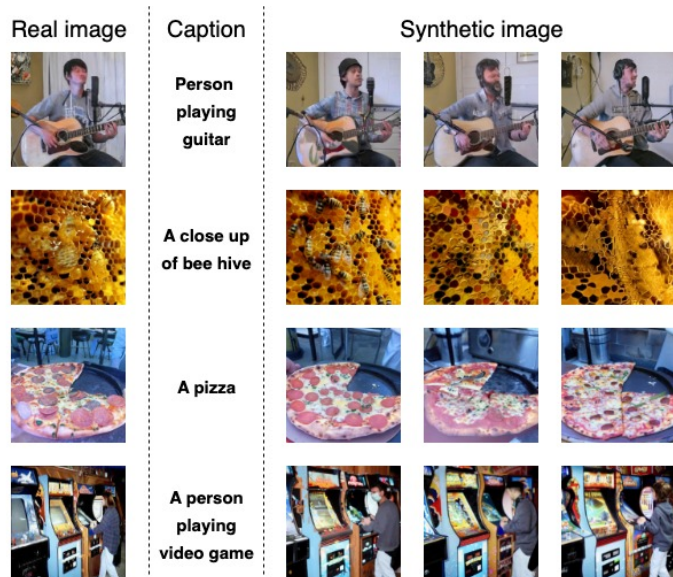 Real image
Caption
Synthetic image
Person
playing
guitar
A close up
of bee hive
A pizza
A person
playing
video game